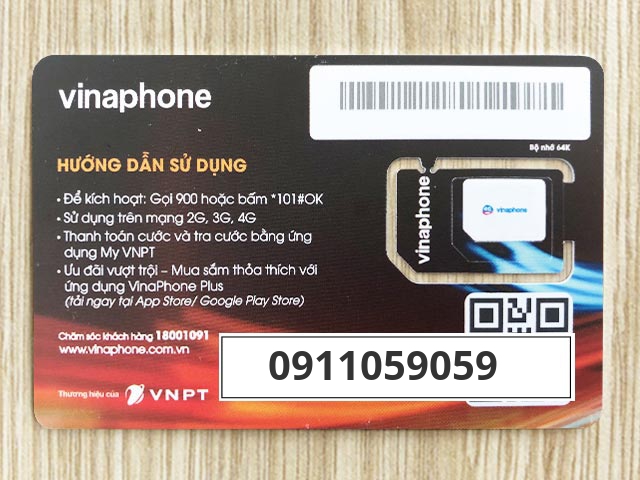 vinaphone
Bộ nhớ 64K
HƯỚNG DẪN SỬ DỤNG
• Để kích hoạt: Gọi 900 hoặc bấm *101#OK
• Sử dụng trên mạng 2G, 3G, 4G
• Thanh toán cước và tra cước bằng ứng
dụng My VNPT
• Ưu đãi vượt trội – Mua sắm thỏa thích với
ứng dụng VinaPhone Plus
(tải ngay tại App Store/ Google Play Store)
vinaphone
vinaphone
Chăm sóc khách hàng 18001091
www.vinaphone.com.vn
0911059059
Thương hiệu của VNPT